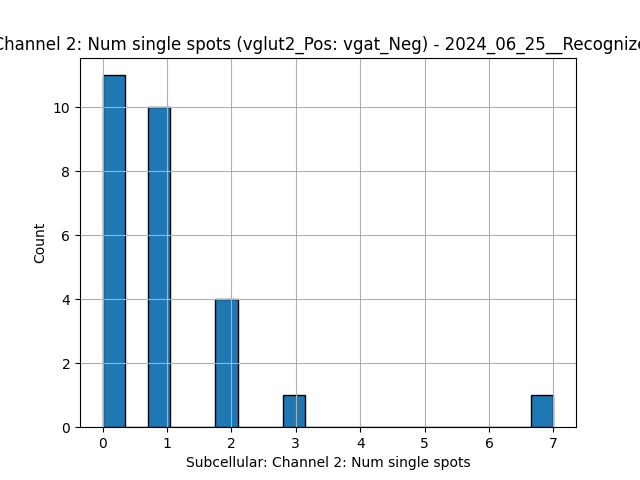 Channel 2: Num single spots (vglut2_Pos: vgat_Neg) - 2024_06_25__Recognize
10
8
6
4
2
0
Count
0 1 2 3 4 5 6 7
Subcellular: Channel 2: Num single spots